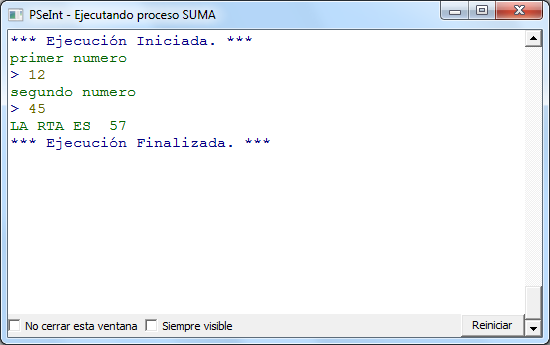 PSeInt - Ejecutando proceso SUMA
*** Ejecución Iniciada. ***
primer numero
> 12
segundo numero
> 45
LA RTA ES  57
*** Ejecución Finalizada. ***
No cerrar esta ventana
Siempre visible
Reiniciar